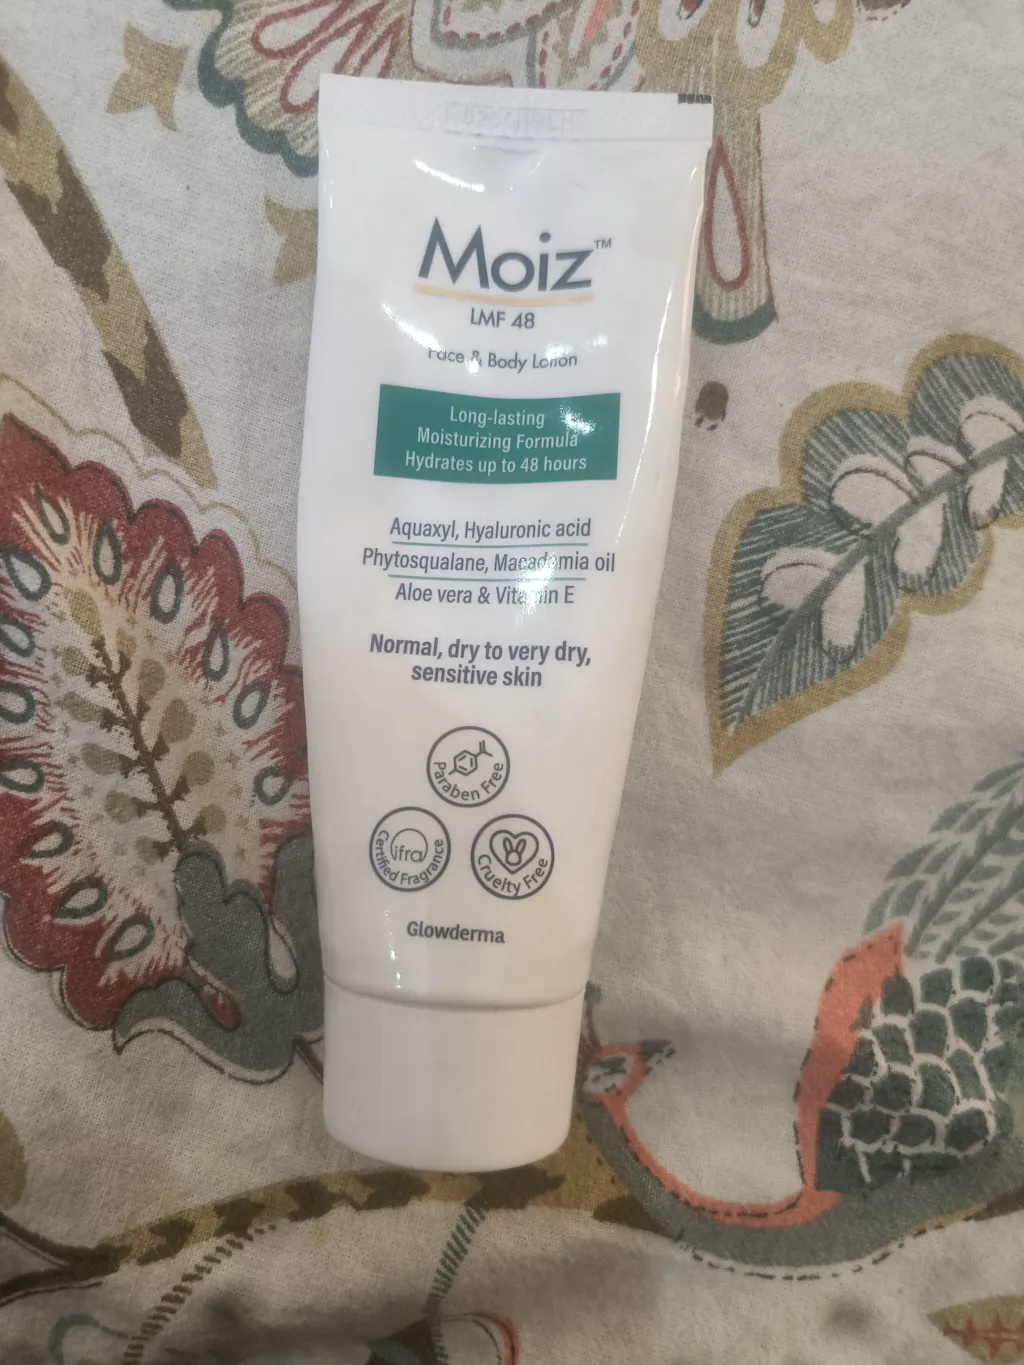 Moiz™
LMF 48
Face & Body Lotion
Long-lasting
Moisturizing Formula
Hydrates up to 48 hours
Aquaxyl, Hyaluronic acid
Phytosqualane, Macadamia oil
Aloe vera & Vitamin E
Normal, dry to very dry,
sensitive skin
Paraben Free
ifra
Certified Fragrance
Cruelty Free
Glowderma